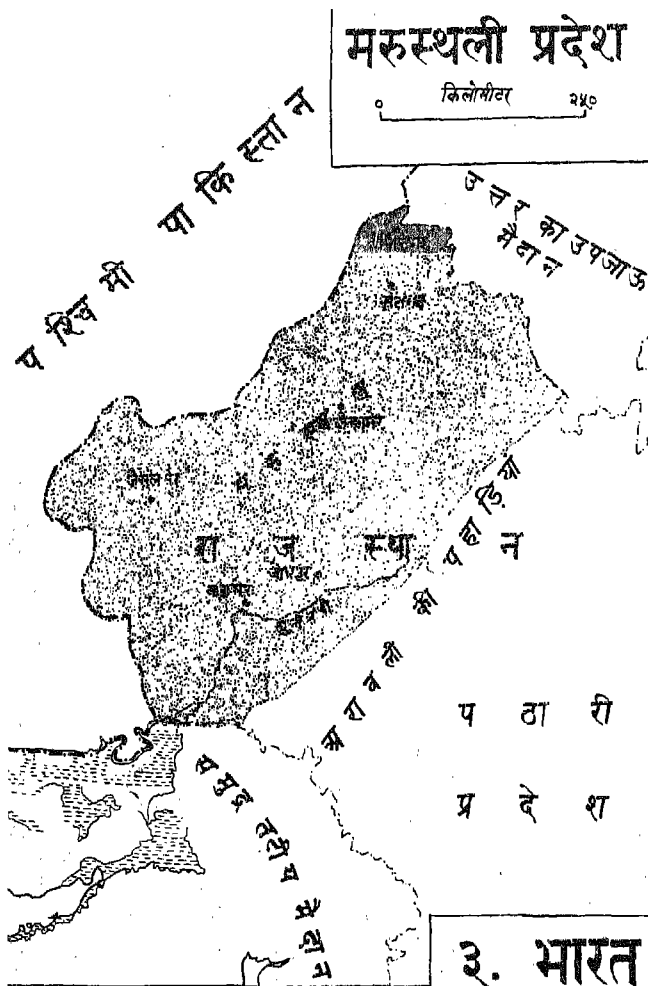 मरुस्थली प्रदेश
किलोमीटर
० २५०
पश्चिमी पाकिस्तान
उत्तर का उपजाऊ
मैदान
बीकानेर
जैसलमेर
राजस्थान
अरावली की पहाड़िया
पठारी
प्रदेश
समुद्र तटीय मैदान
३. भारत